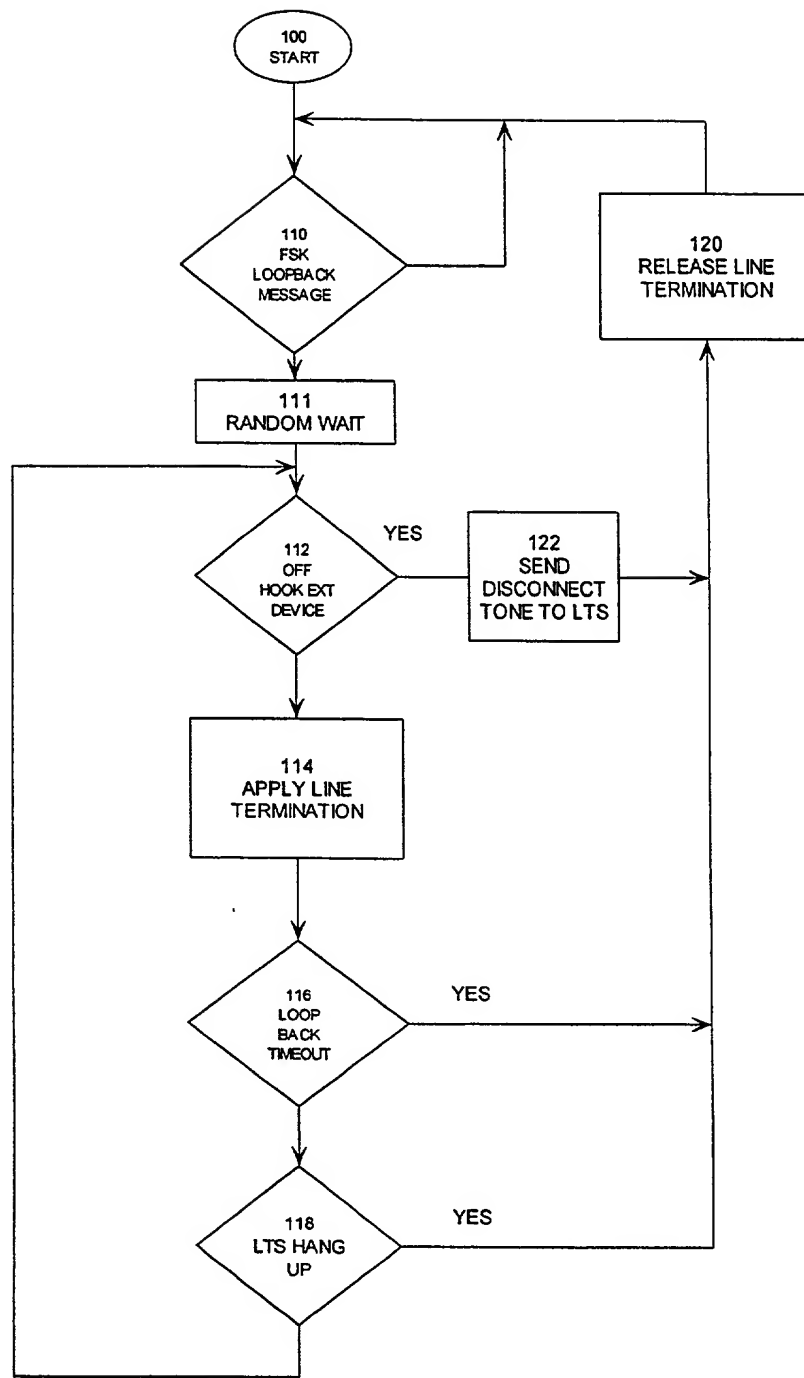 100
START
110
FSK
LOOPBACK
MESSAGE
120
RELEASE LINE
TERMINATION
111
RANDOM WAIT
112
OFF
HOOK EXT
DEVICE
YES
122
SEND
DISCONNECT
TONE TO LTS
114
APPLY LINE
TERMINATION
116
LOOP
BACK
TIMEOUT
YES
118
LTS HANG
UP
YES